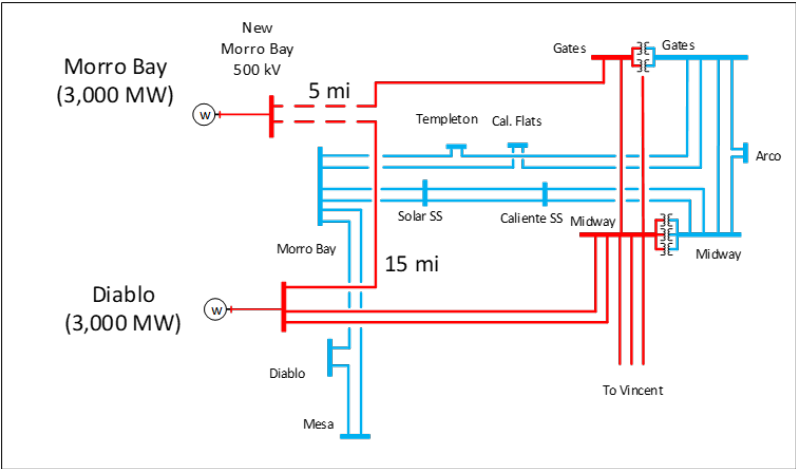 New
Morro Bay
500 kV
Morro Bay
(3,000 MW)
W
5 mi
Gates
Gates
Templeton
Cal. Flats
Arco
Solar SS
Caliente SS
Midway
Midway
Morro Bay
15 mi
Diablo
(3,000 MW)
W
Diablo
To Vincent
Mesa